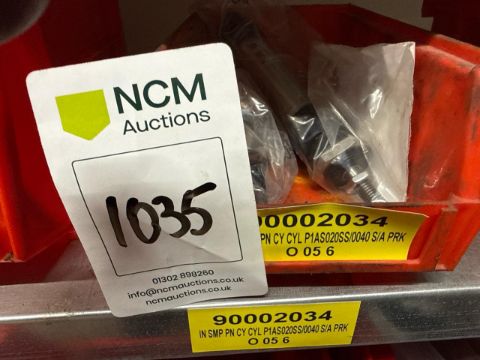 NCM
Auctions
1035
01302 898260
info@ncmauctions.co.uk
ncmauctions.co.uk
90002034
PN CY CYL P1AS020SS/0040 S/A PRK
O 05 6
90002034
IN SMP PN CY CYL P1AS020SS/0040 S/A PRK
O 05 6